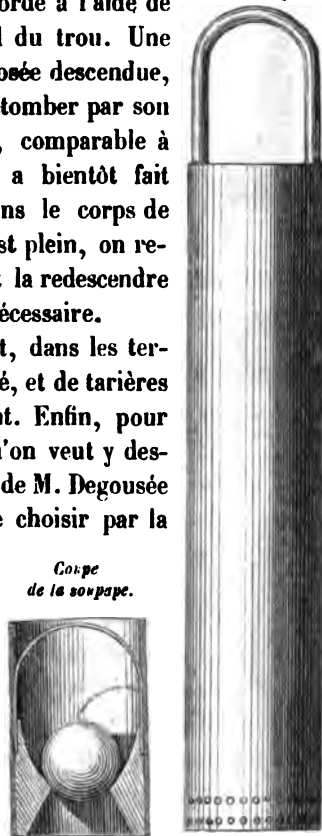 orde à l'aide de
l du trou. Une
osée descendue,
tomber par son
, comparable à
a bientôt fait
ns le corps de
st plein, on re-
la redescendre
écessaire.
t, dans les ter-
é, et de tarières
nt. Enfin, pour
'on veut y des-
de M. Degousée
e choisir par la
Coupe
de la soupape.